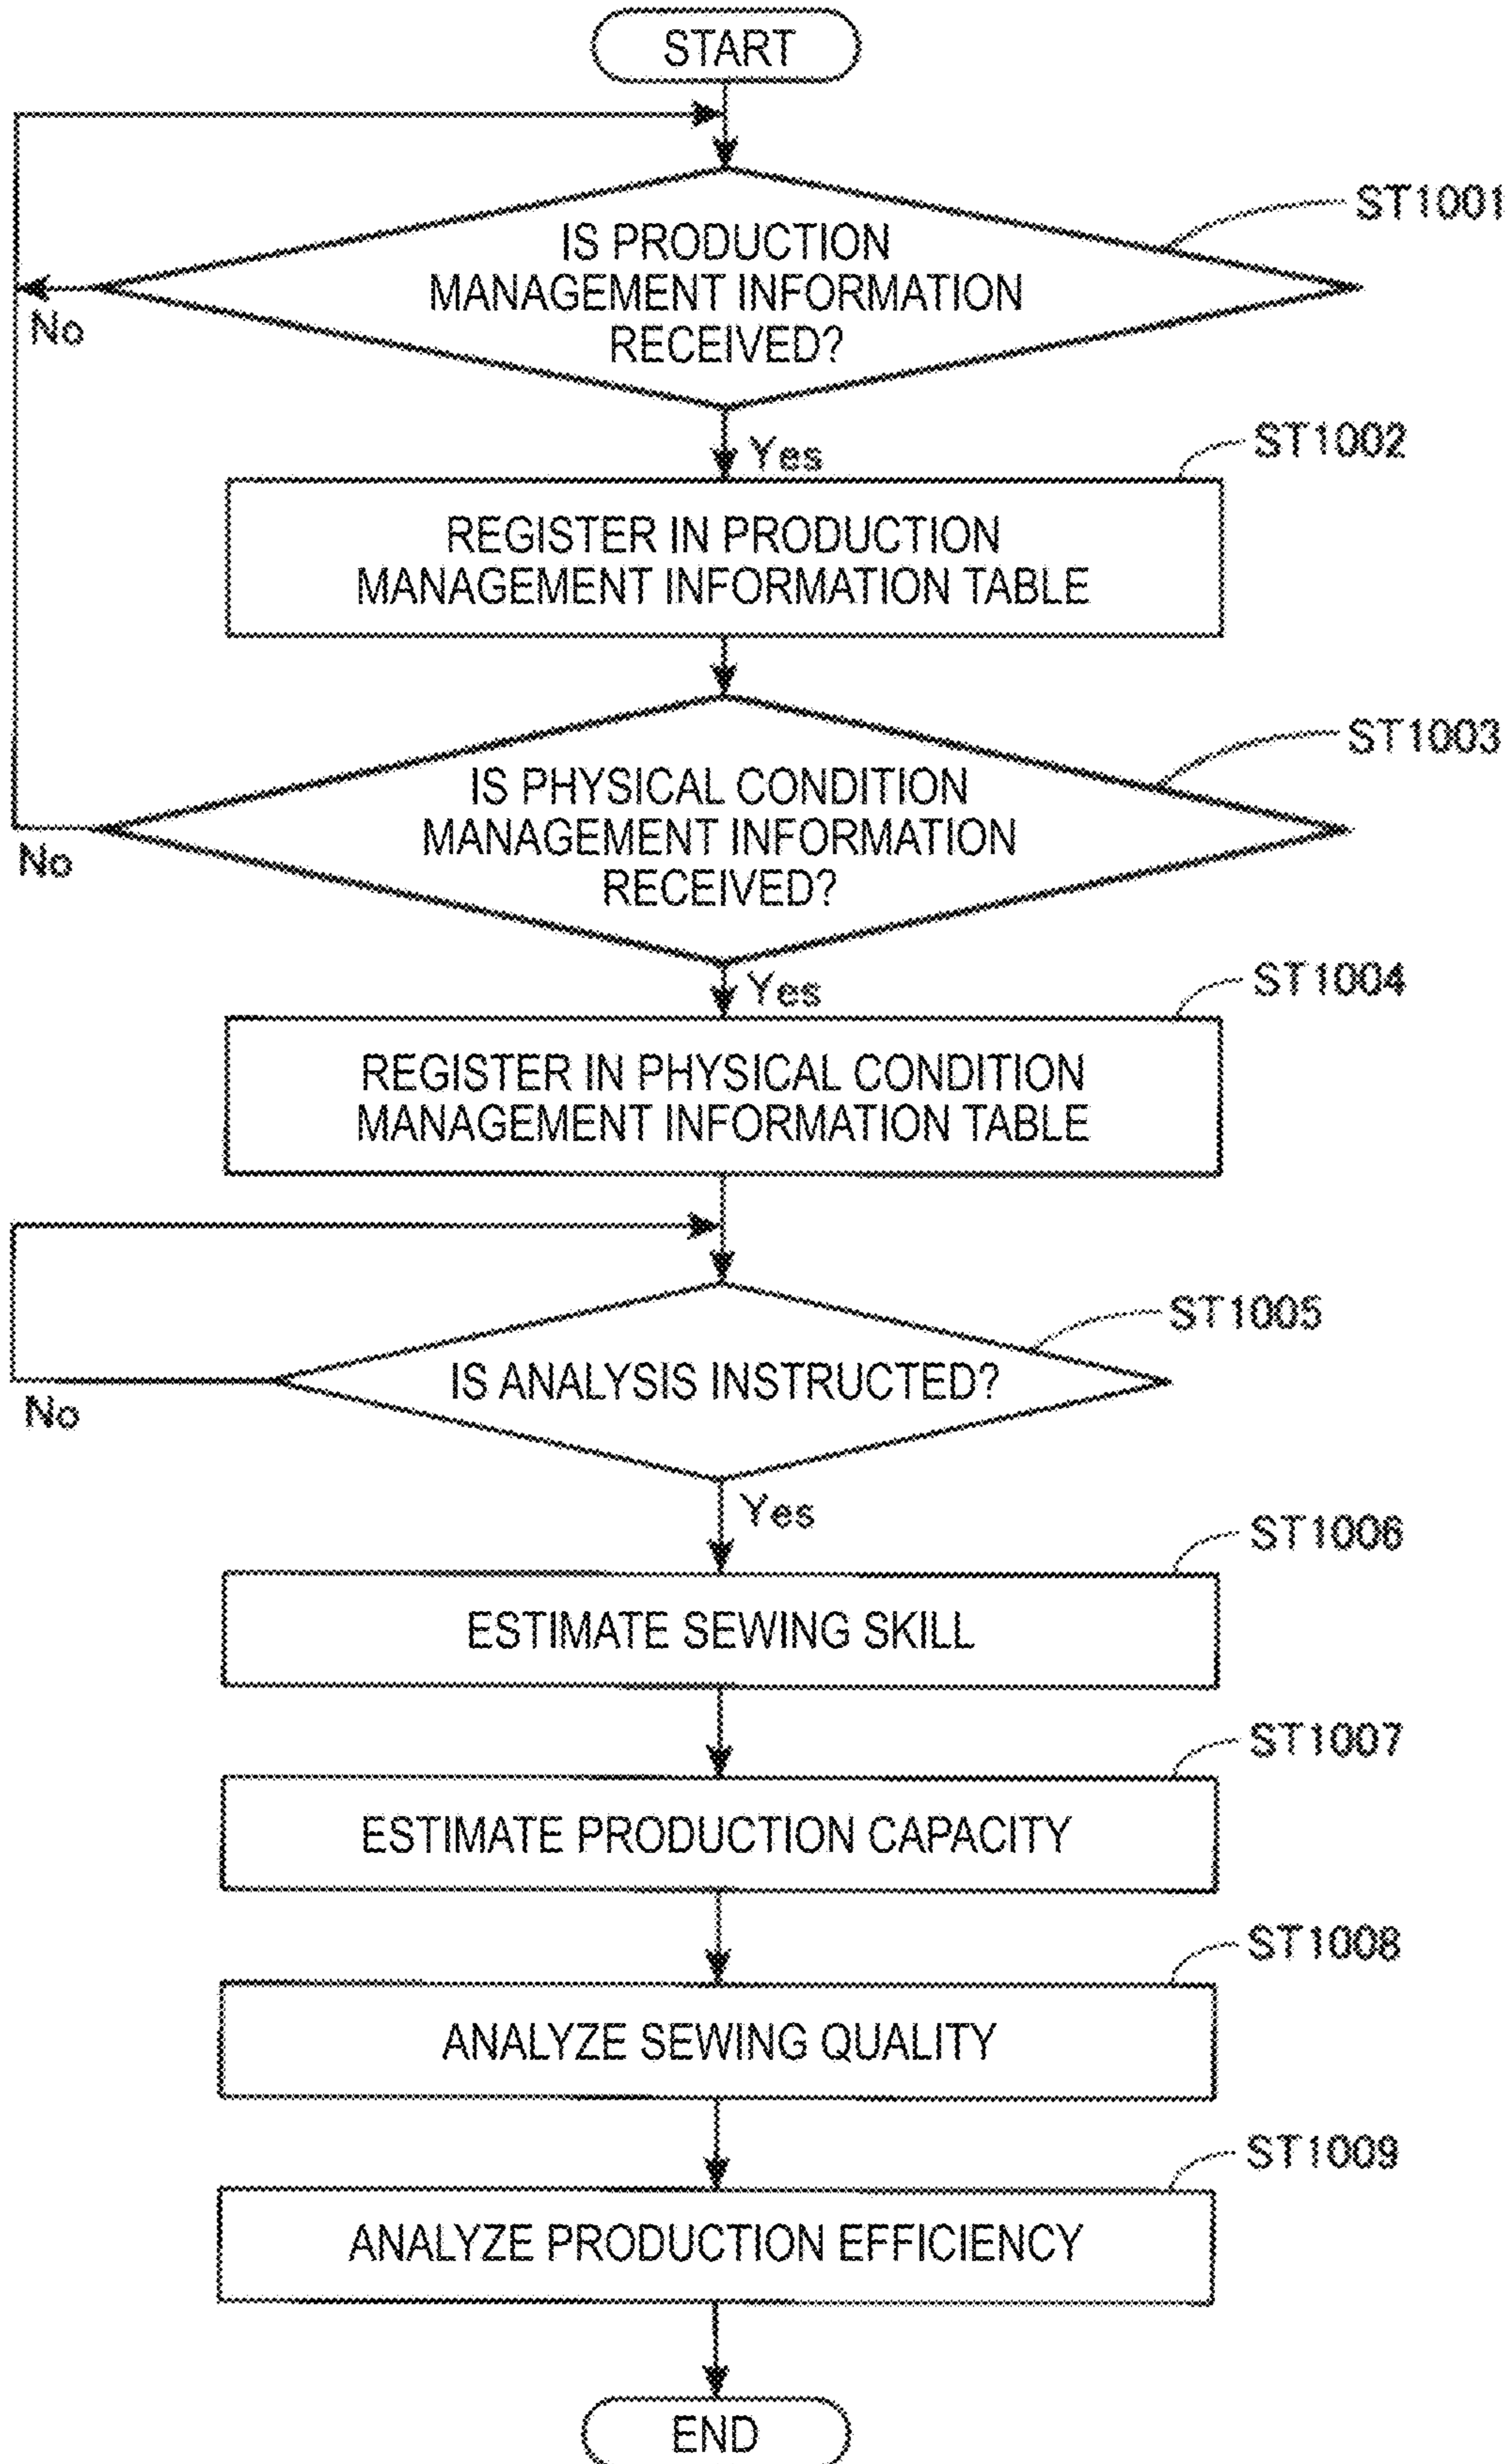 START
ST1001
IS PRODUCTION
MANAGEMENT INFORMATION
RECEIVED?
No
Yes
ST1002
REGISTER IN PRODUCTION
MANAGEMENT INFORMATION TABLE
ST1003
IS PHYSICAL CONDITION
MANAGEMENT INFORMATION
RECEIVED?
No
Yes
ST1004
REGISTER IN PHYSICAL CONDITION
MANAGEMENT INFORMATION TABLE
ST1005
IS ANALYSIS INSTRUCTED?
No
Yes
ST1006
ESTIMATE SEWING SKILL
ST1007
ESTIMATE PRODUCTION CAPACITY
ST1008
ANALYZE SEWING QUALITY
ST1009
ANALYZE PRODUCTION EFFICIENCY
END